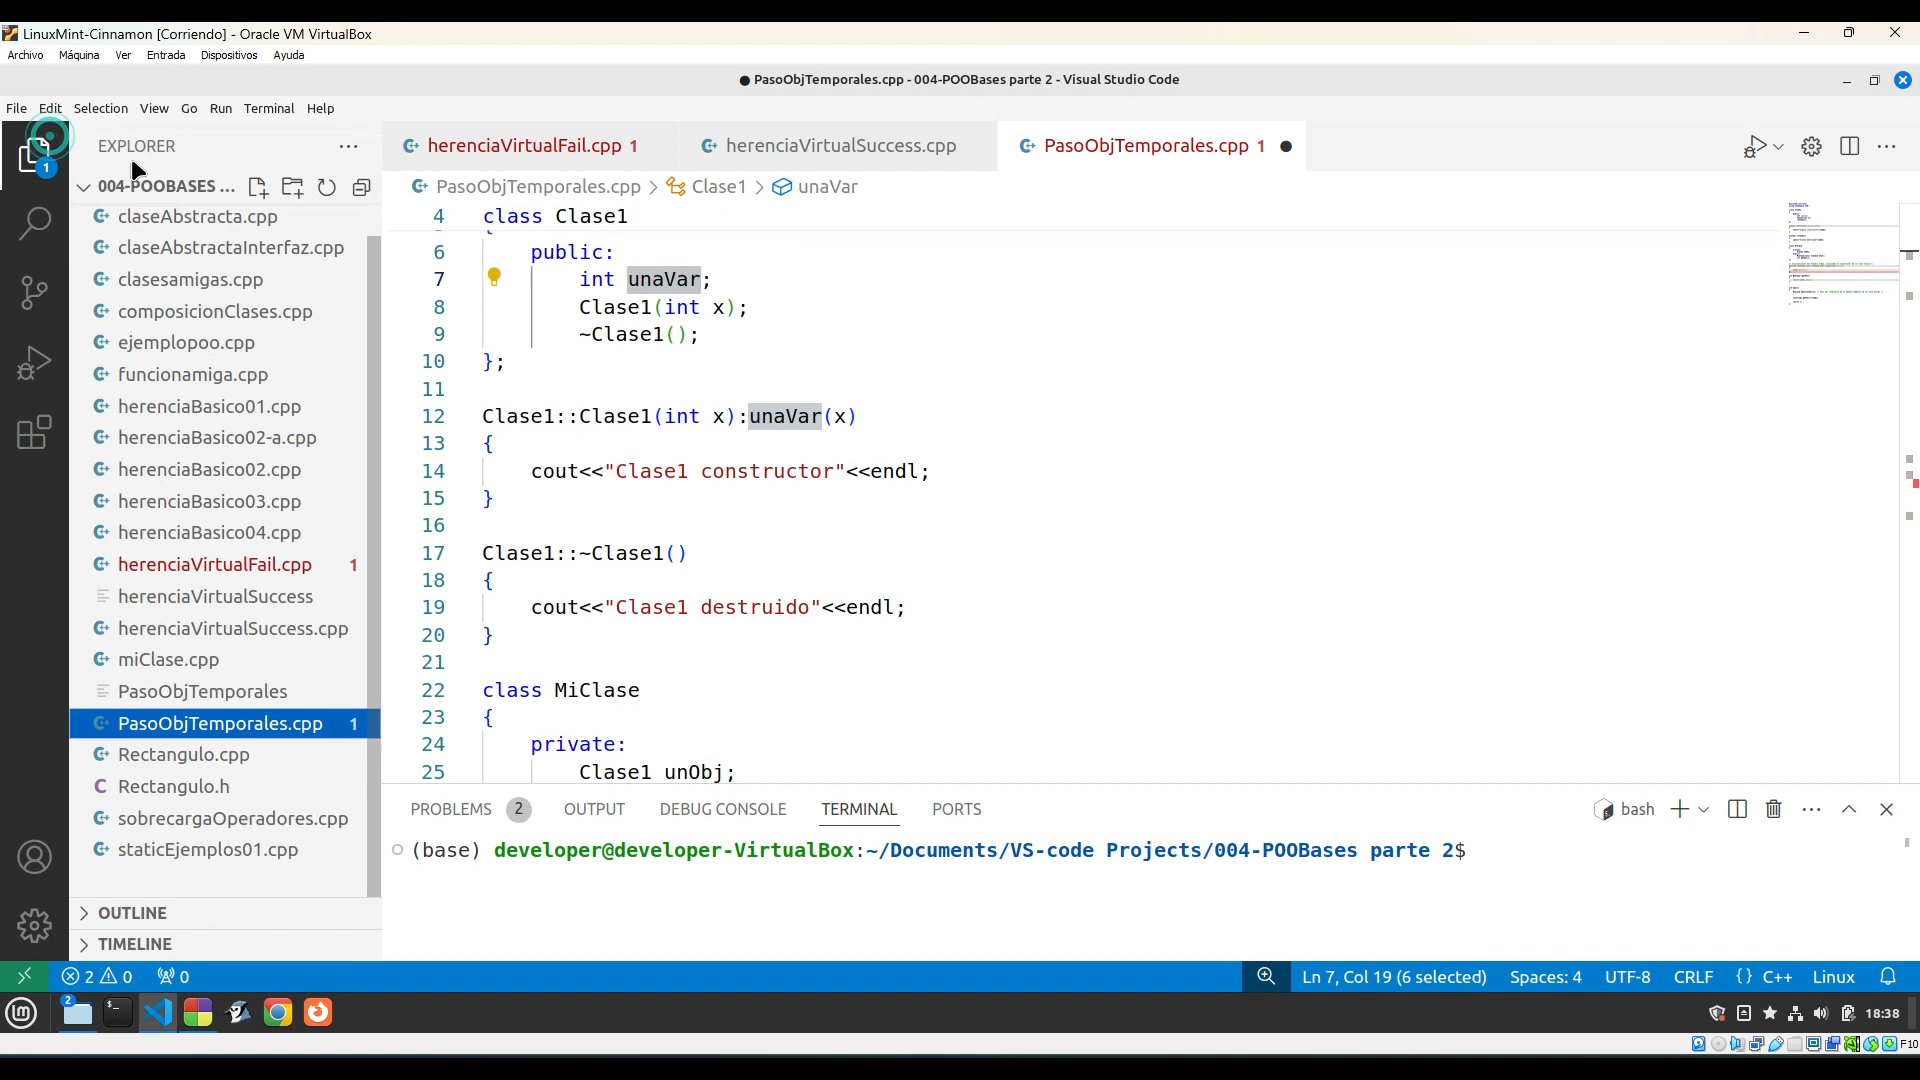 LinuxMint-Cinnamon [Corriendo] - Oracle VM VirtualBox
Archivo Máquina Ver Entrada Dispositivos Ayuda
● PasoObjTemporales.cpp - 004-POOBases parte 2 - Visual Studio Code
File Edit Selection View Go Run Terminal Help
EXPLORER
herenciaVirtualFail.cpp 1
herenciaVirtualSuccess.cpp
PasoObjTemporales.cpp 1
1
004-POOBASES ...
PasoObjTemporales.cpp > Clase1 > unaVar
claseAbstracta.cpp
claseAbstractaInterfaz.cpp
clasesamigas.cpp
composicionClases.cpp
ejemplopoo.cpp
funcionamiga.cpp
herenciaBasico01.cpp
herenciaBasico02-a.cpp
herenciaBasico02.cpp
herenciaBasico03.cpp
herenciaBasico04.cpp
herenciaVirtualFail.cpp 1
herenciaVirtualSuccess
herenciaVirtualSuccess.cpp
miClase.cpp
PasoObjTemporales
PasoObjTemporales.cpp 1
Rectangulo.cpp
Rectangulo.h
sobrecargaOperadores.cpp
staticEjemplos01.cpp
OUTLINE
TIMELINE
4 class Clase1
6 public:
7 int unaVar;
8 Clase1(int x);
9 ~Clase1();
10 };
11
12 Clase1::Clase1(int x):unaVar(x)
13 {
14 cout<<"Clase1 constructor"<<endl;
15 }
16
17 Clase1::~Clase1()
18 {
19 cout<<"Clase1 destruido"<<endl;
20 }
21
22 class MiClase
23 {
24 private:
25 Clase1 unObj;
PROBLEMS 2 OUTPUT DEBUG CONSOLE TERMINAL PORTS
bash
(base) developer@developer-VirtualBox:~/Documents/VS-code Projects/004-POOBases parte 2$
2 0 0
Ln 7, Col 19 (6 selected) Spaces: 4 UTF-8 CRLF {} C++ Linux
2
18:38
F10